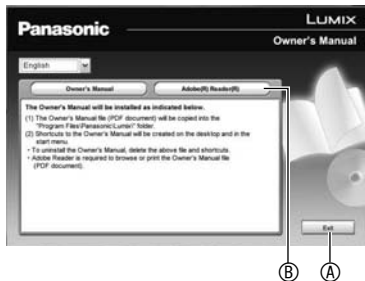 Panasonic
LUMIX
Owner's Manual
English
Owner's Manual
Adobe(R) Reader(R)
The Owner's Manual will be installed as indicated below.
(1) The Owner's Manual file (PDF document) will be copied into the
"Program Files\Panasonic\Lumix\" folder.
(2) Shortcuts to the Owner's Manual will be created on the desktop and in the
start menu.
・To uninstall the Owner's Manual, delete the above file and shortcuts.
・Adobe Reader is required to browse or print the Owner's Manual file
(PDF document).
Exit
Ⓑ Ⓐ